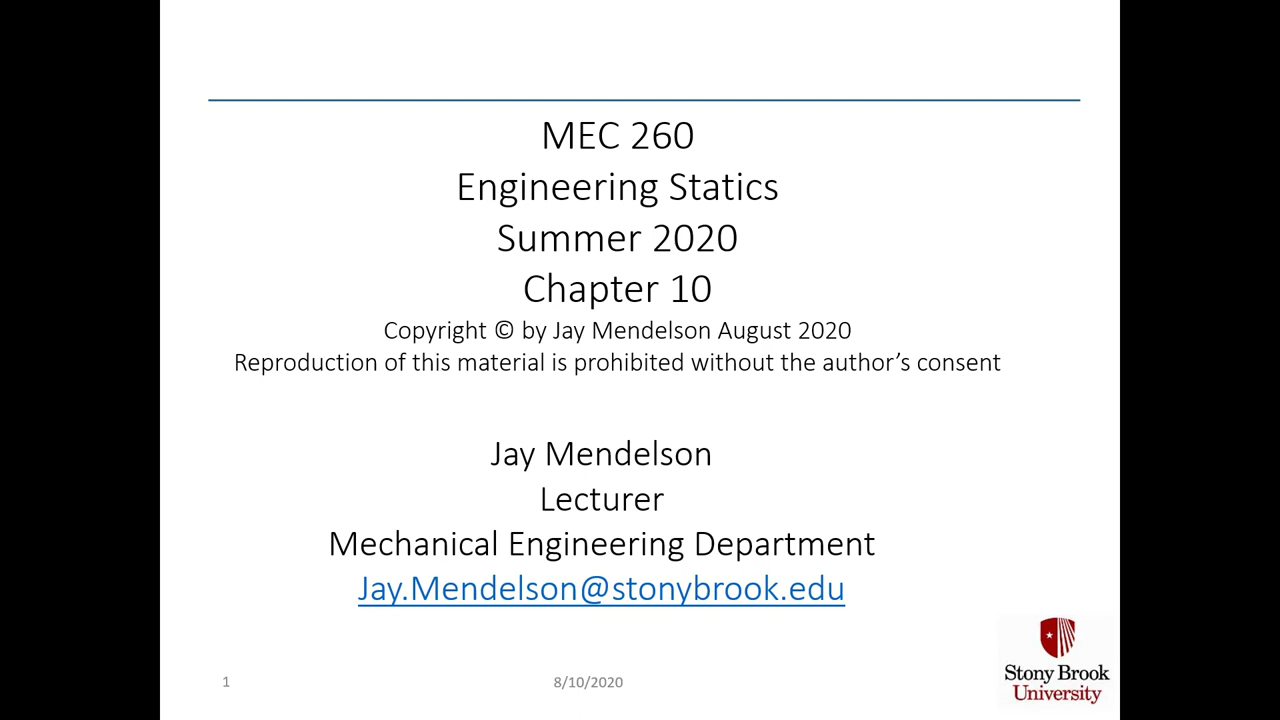 MEC 260
Engineering Statics
Summer 2020
Chapter 10
Copyright © by Jay Mendelson August 2020
Reproduction of this material is prohibited without the author’s consent
Jay Mendelson
Lecturer
Mechanical Engineering Department
Jay.Mendelson@stonybrook.edu
1
8/10/2020
Stony Brook
University